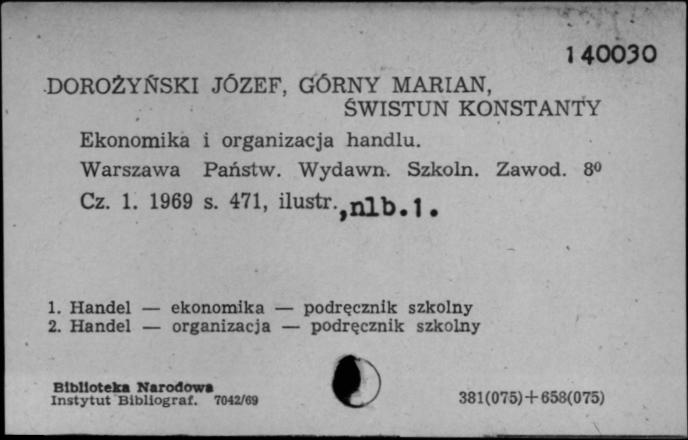 140030
DOROŻYŃSKI JÓZEF, GÓRNY MARIAN,
ŚWISTUN KONSTANTY
Ekonomika i organizacja handlu.
Warszawa Państw. Wydawn. Szkoln. Zawod. 8⁰
Cz. 1. 1969 s. 471, ilustr.,nlb.1.
1. Handel — ekonomika — podręcznik szkolny
2. Handel — organizacja — podręcznik szkolny
Biblioteka Narodowa
Instytut Bibliograf. 7042/69
381(075)+658(075)